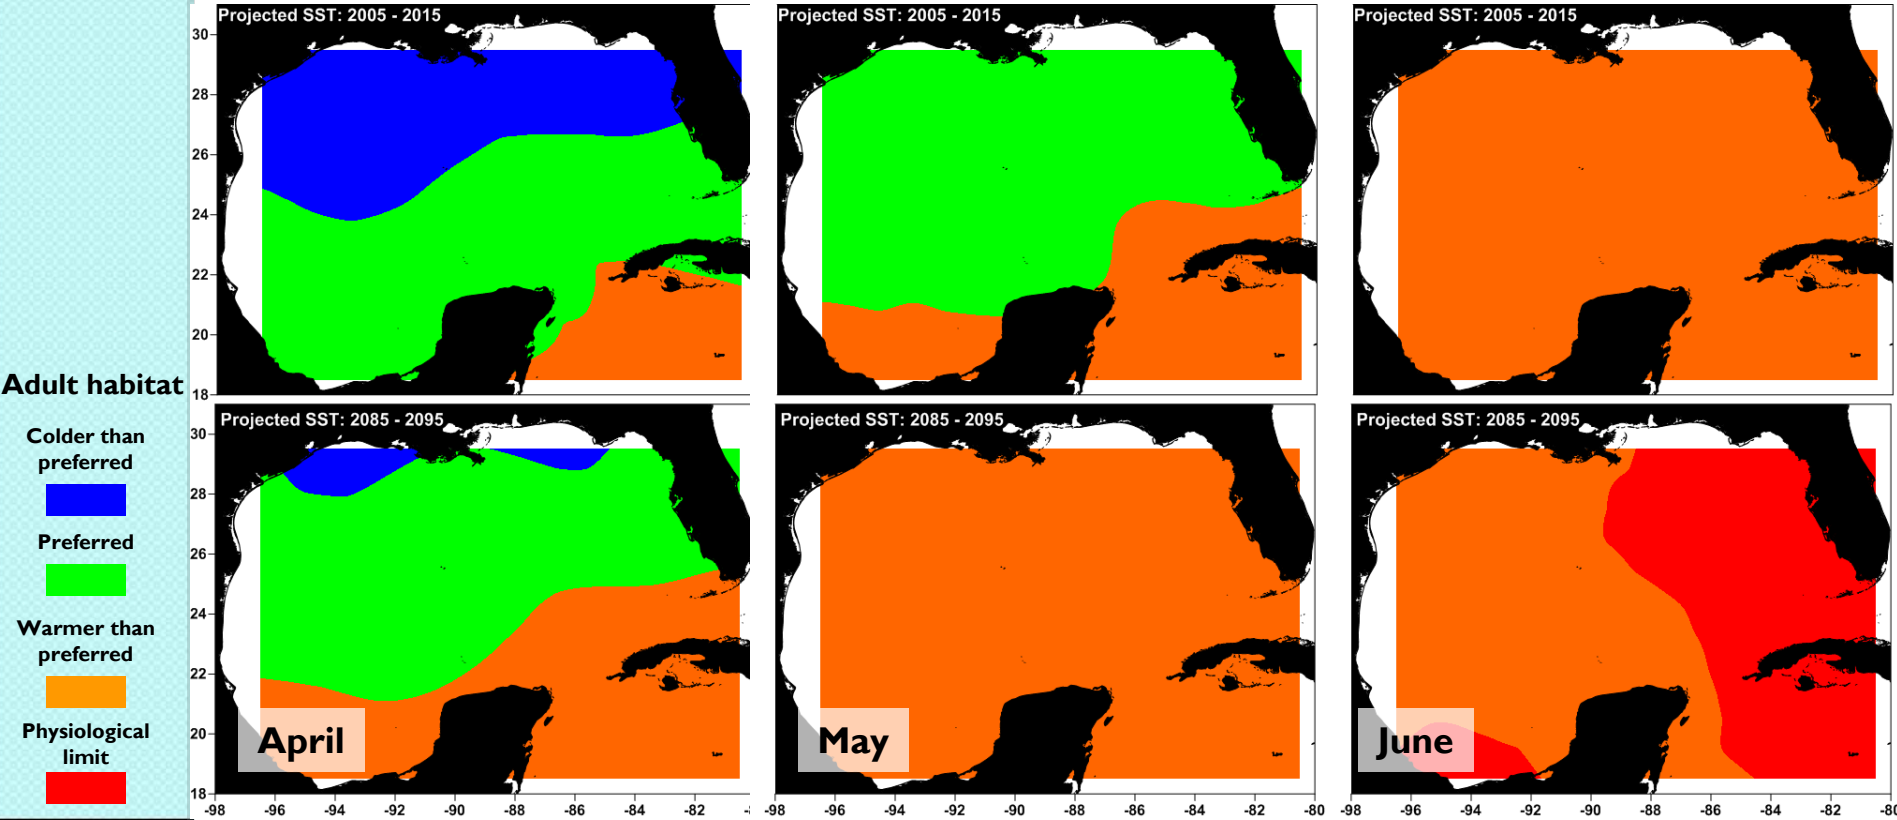 Projected SST: 2005 - 2015
Projected SST: 2005 - 2015
Projected SST: 2005 - 2015
30
28
26
24
22
20
18
Adult habitat
Colder than
preferred
Preferred
Warmer than
preferred
Physiological
limit
Projected SST: 2085 - 2095
Projected SST: 2085 - 2095
Projected SST: 2085 - 2095
30
28
26
24
22
20
18
April
May
June
-98 -96 -94 -92 -90 -88 -86 -84 -82
-98 -96 -94 -92 -90 -88 -86 -84 -82 -80
-98 -96 -94 -92 -90 -88 -86 -84 -82 -80